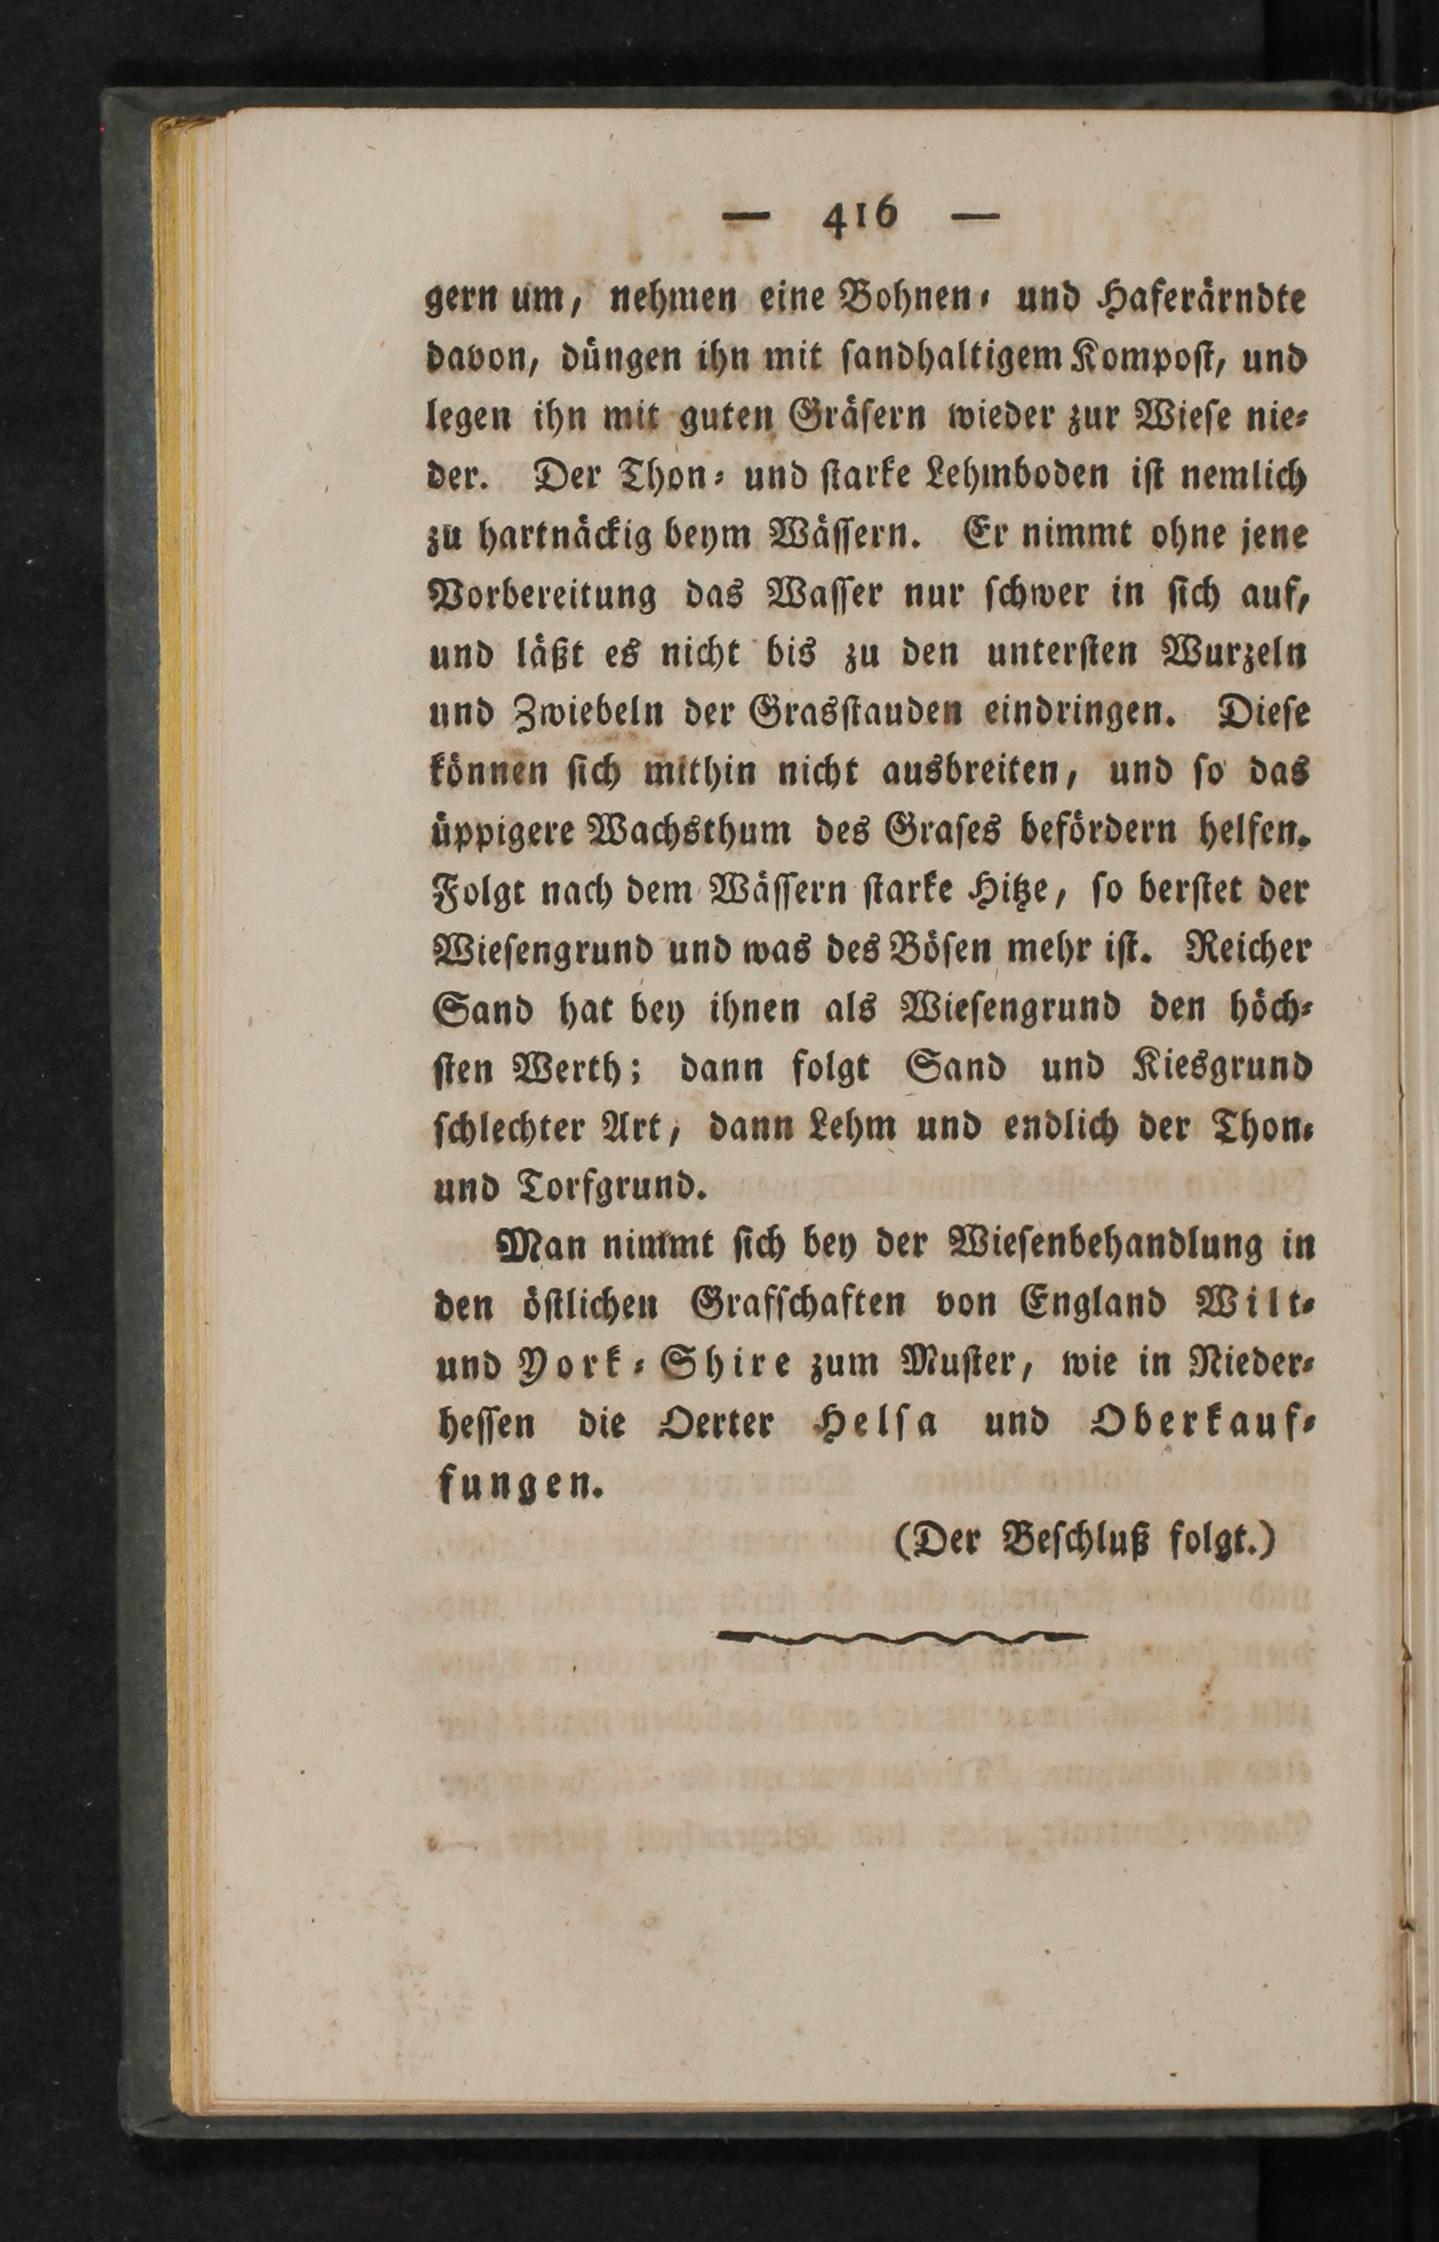 — 416 —
gern um, nehmen eine Bohnen- und Haferärndte
davon, düngen ihn mit ſandhaltigem Kompoſt, und
legen ihn mit guten Gräſern wieder zur Wieſe nie-
der. Der Thon- und ſtarke Lehmboden iſt nemlich
zu hartnäckig beym Wäſſern. Er nimmt ohne jene
Vorbereitung das Waſſer nur ſchwer in ſich auf,
und läßt es nicht bis zu den unterſten Wurzeln
und Zwiebeln der Grasſtauden eindringen. Dieſe
können ſich mithin nicht ausbreiten, und ſo das
üppigere Wachsthum des Graſes befördern helfen.
Folgt nach dem Wäſſern ſtarke Hitze, ſo berſtet der
Wieſengrund und was des Böſen mehr iſt. Reicher
Sand hat bey ihnen als Wieſengrund den höch-
ſten Werth; dann folgt Sand und Kiesgrund
ſchlechter Art, dann Lehm und endlich der Thon-
und Torfgrund.
Man nimmt ſich bey der Wieſenbehandlung in
den öſtlichen Grafſchaften von England Wilt-
und York-Shire zum Muſter, wie in Nieder-
heſſen die Oerter Helſa und Oberkauf-
fungen.
(Der Beſchluß folgt.)